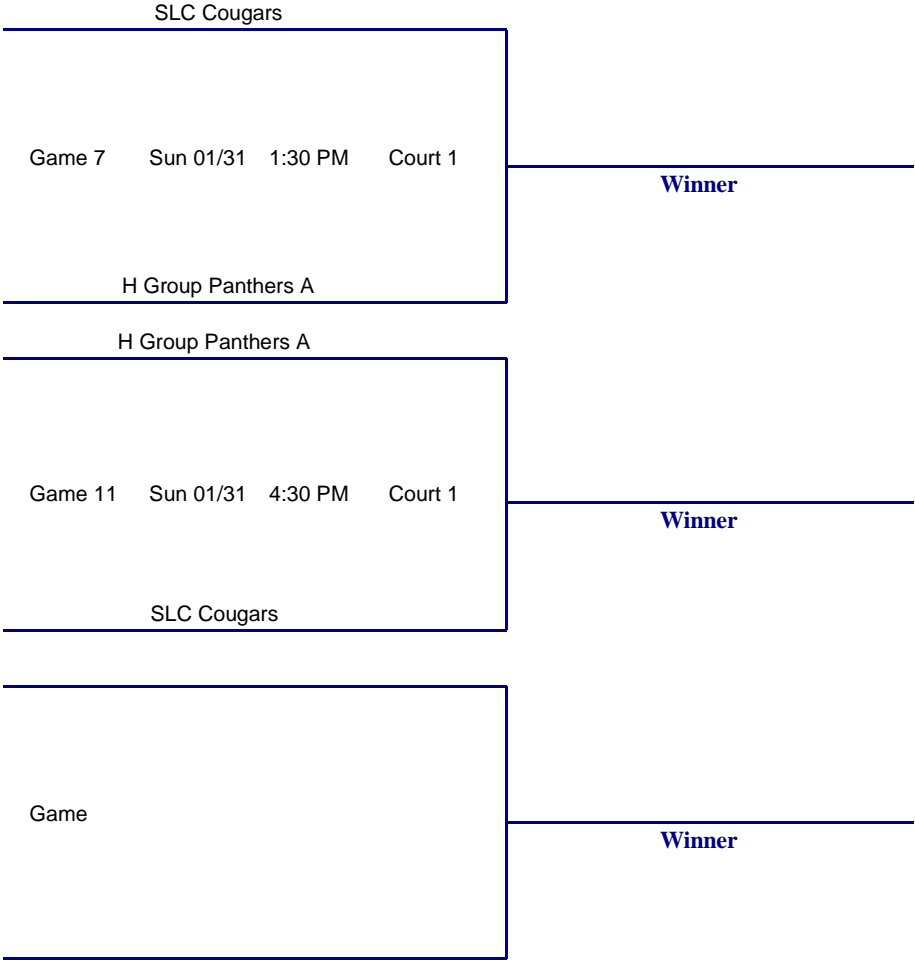 SLC Cougars
Game 7 Sun 01/31 1:30 PM Court 1
Winner
H Group Panthers A
H Group Panthers A
Game 11 Sun 01/31 4:30 PM Court 1
Winner
SLC Cougars
Game
Winner